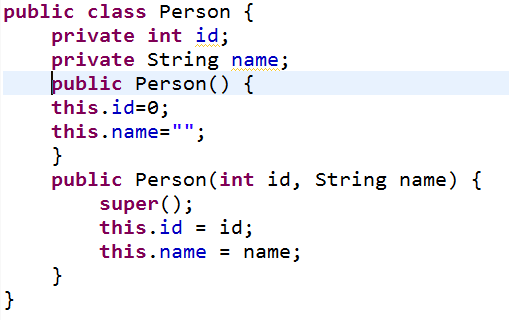 public class Person {
    private int id;
    private String name;
    public Person() {
    this.id=0;
    this.name="";
    }
    public Person(int id, String name) {
        super();
        this.id = id;
        this.name = name;
    }
}